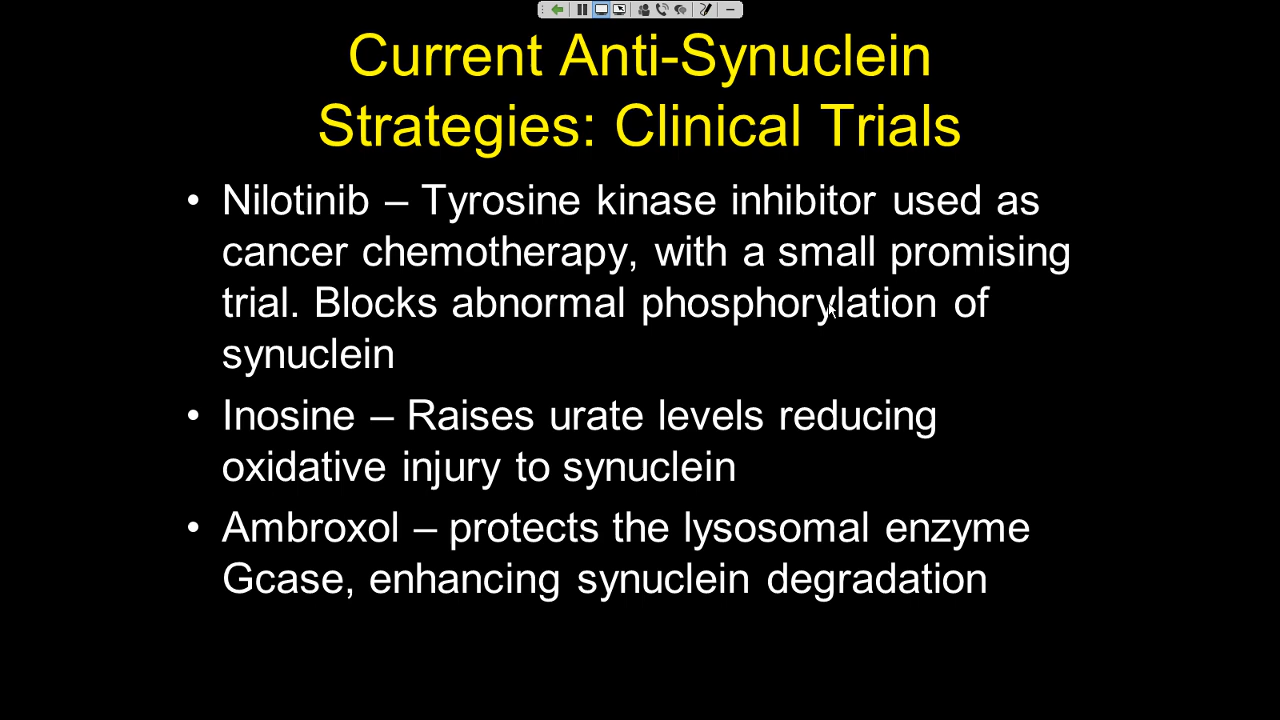 Current Anti-Synuclein
Strategies: Clinical Trials
• Nilotinib – Tyrosine kinase inhibitor used as
cancer chemotherapy, with a small promising
trial. Blocks abnormal phosphorylation of
synuclein
• Inosine – Raises urate levels reducing
oxidative injury to synuclein
• Ambroxol – protects the lysosomal enzyme
Gcase, enhancing synuclein degradation